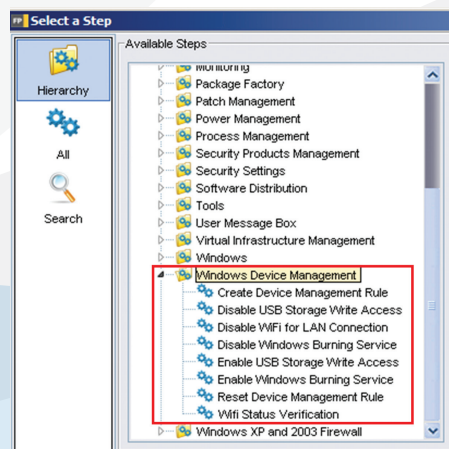 FP Select a Step
Available Steps
Hierarchy
All
Search
Monitoring
Package Factory
Patch Management
Power Management
Process Management
Security Products Management
Security Settings
Software Distribution
Tools
User Message Box
Virtual Infrastructure Management
Windows
Windows Device Management
Create Device Management Rule
Disable USB Storage Write Access
Disable WiFi for LAN Connection
Disable Windows Burning Service
Enable USB Storage Write Access
Enable Windows Burning Service
Reset Device Management Rule
Wifi Status Verification
Windows XP and 2003 Firewall